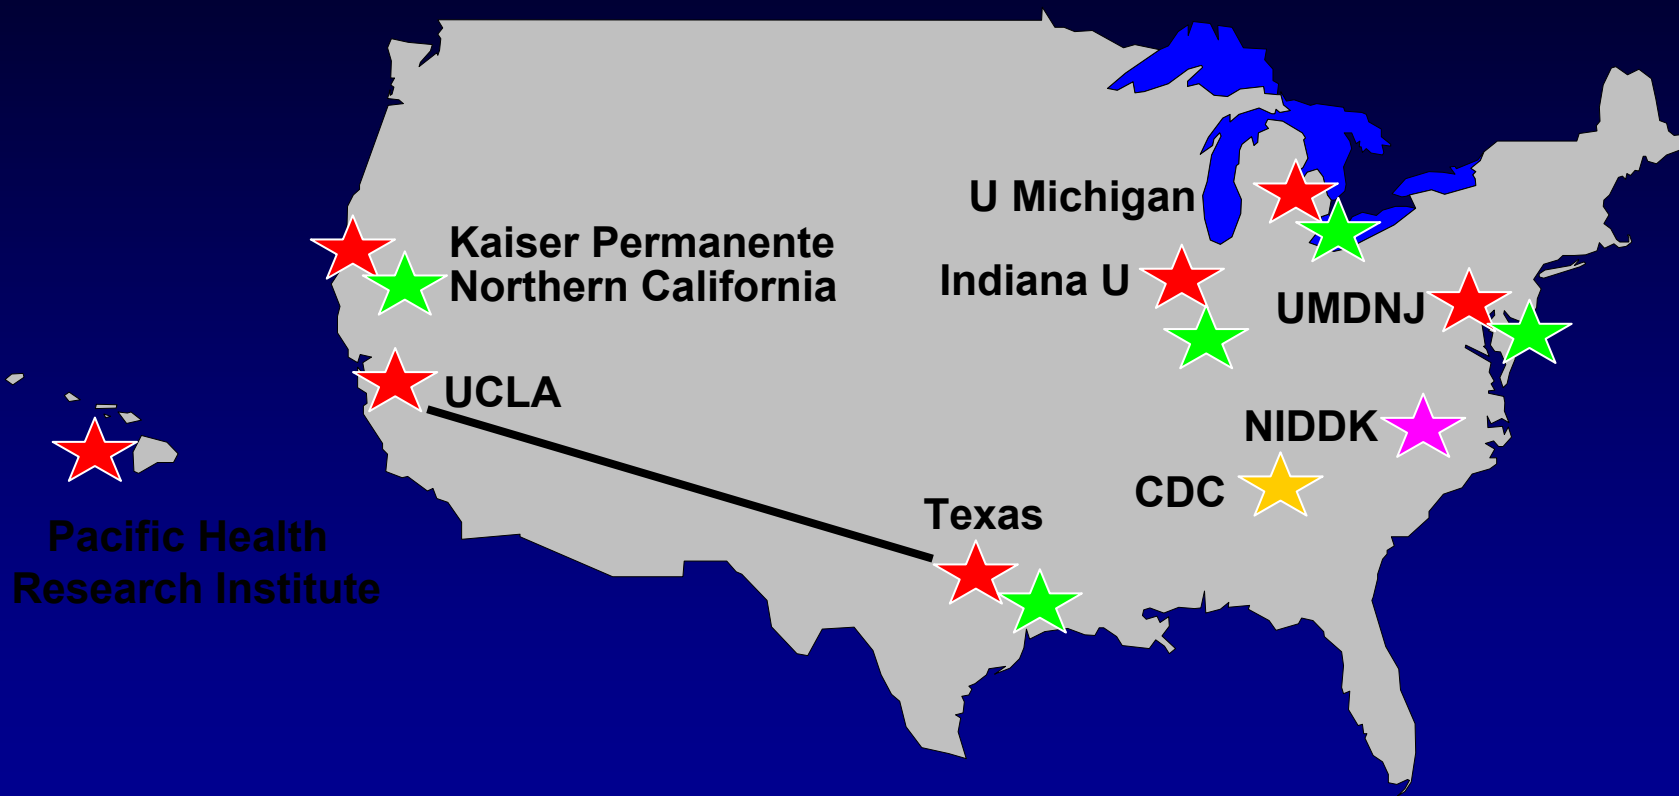 U Michigan
Kaiser Permanente
Northern California
Indiana U
UMDNJ
UCLA
NIDDK
CDC
Texas
Pacific Health
Research Institute